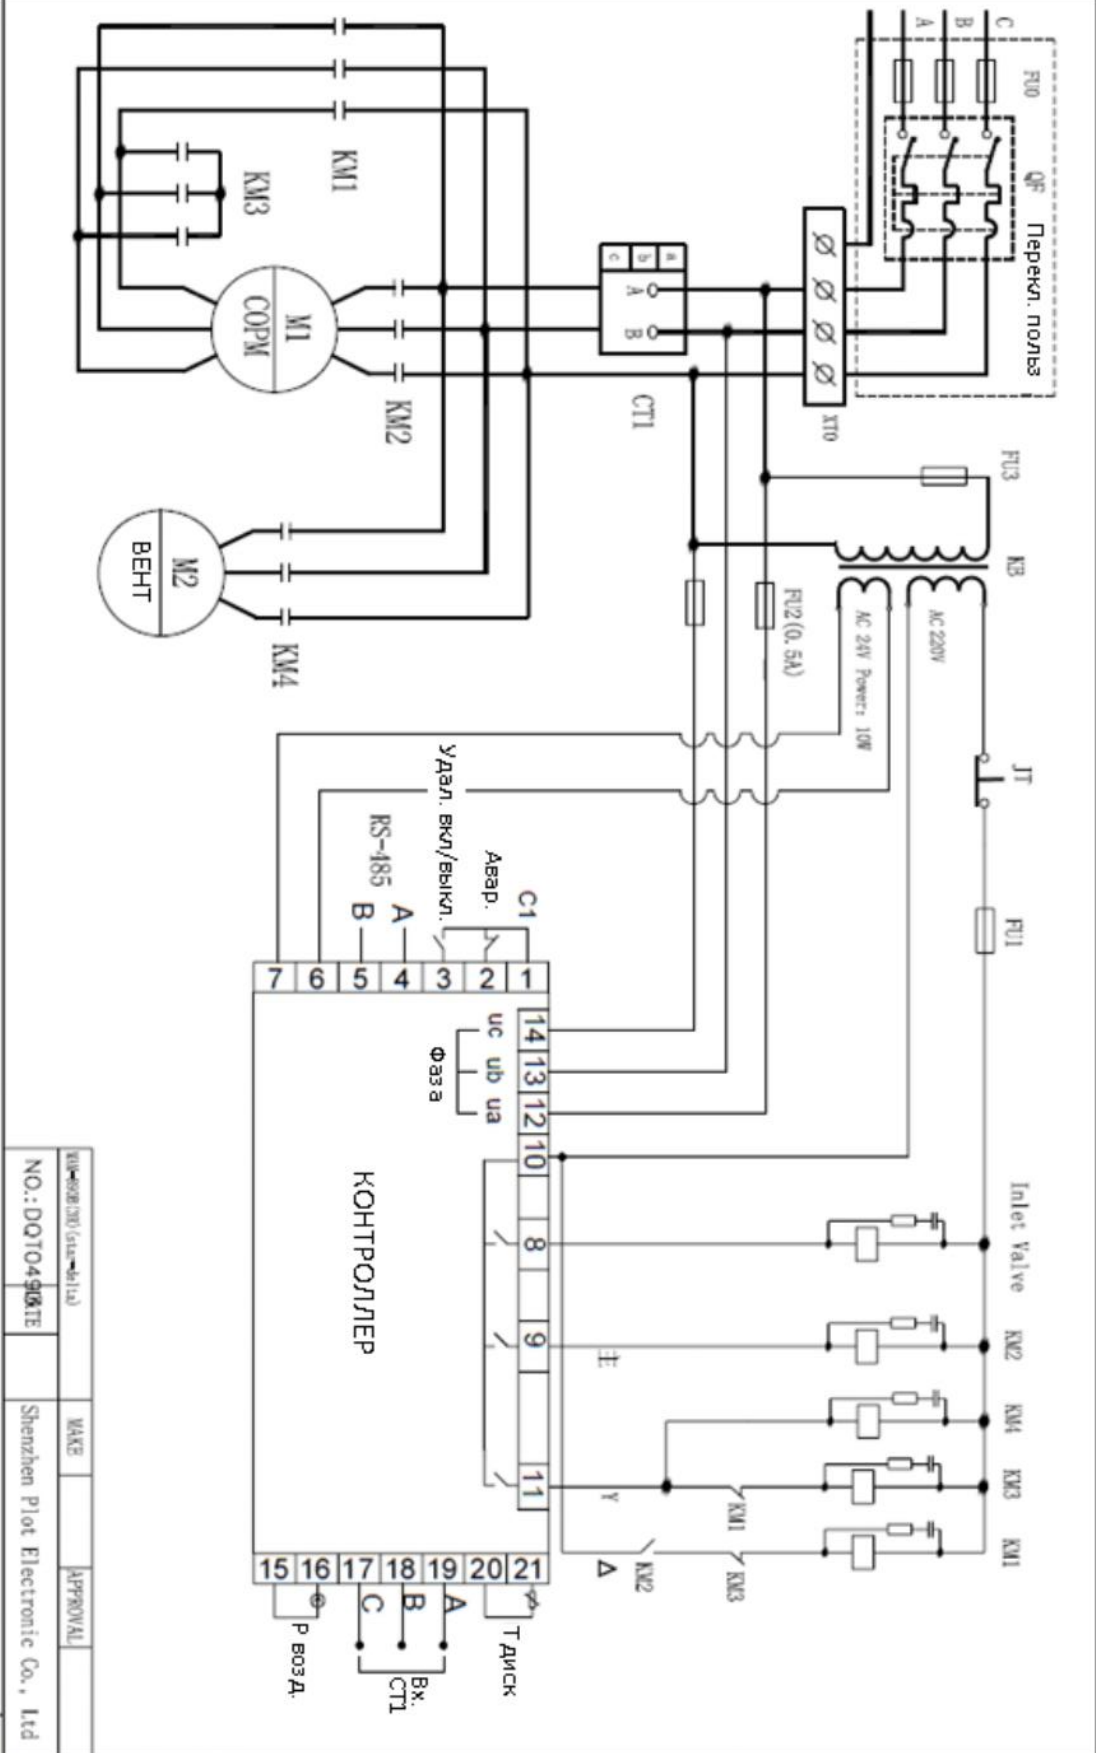 C
B
A
FU0
QF
Перекл. польз
XT0
KM1
KM3
M1
COPM
KM2
a
b
c
A
B
CT1
FU3
KB
AC 220V
AC 24V Power: 10W
FU2(0.5A)
M2
ВЕНТ
KM4
JT
FU1
Удал. вкл/выкл.
Авар.
C1
RS-485
A
B
7
6
5
4
3
2
1
14
13
12
10
8
9
11
uc
ub
ua
Фаза
КОНТРОЛЛЕР
Inlet Valve
KM2
KM4
KM3
KM1
主
Y
KM1
Δ
KM2
KM3
15
16
17
18
19
20
21
C
B
A
Р возд.
Вх.
СТ1
Т диск
(star-delta)
MAKE
APPROVAL
Shenzhen Plot Electronic Co., Ltd